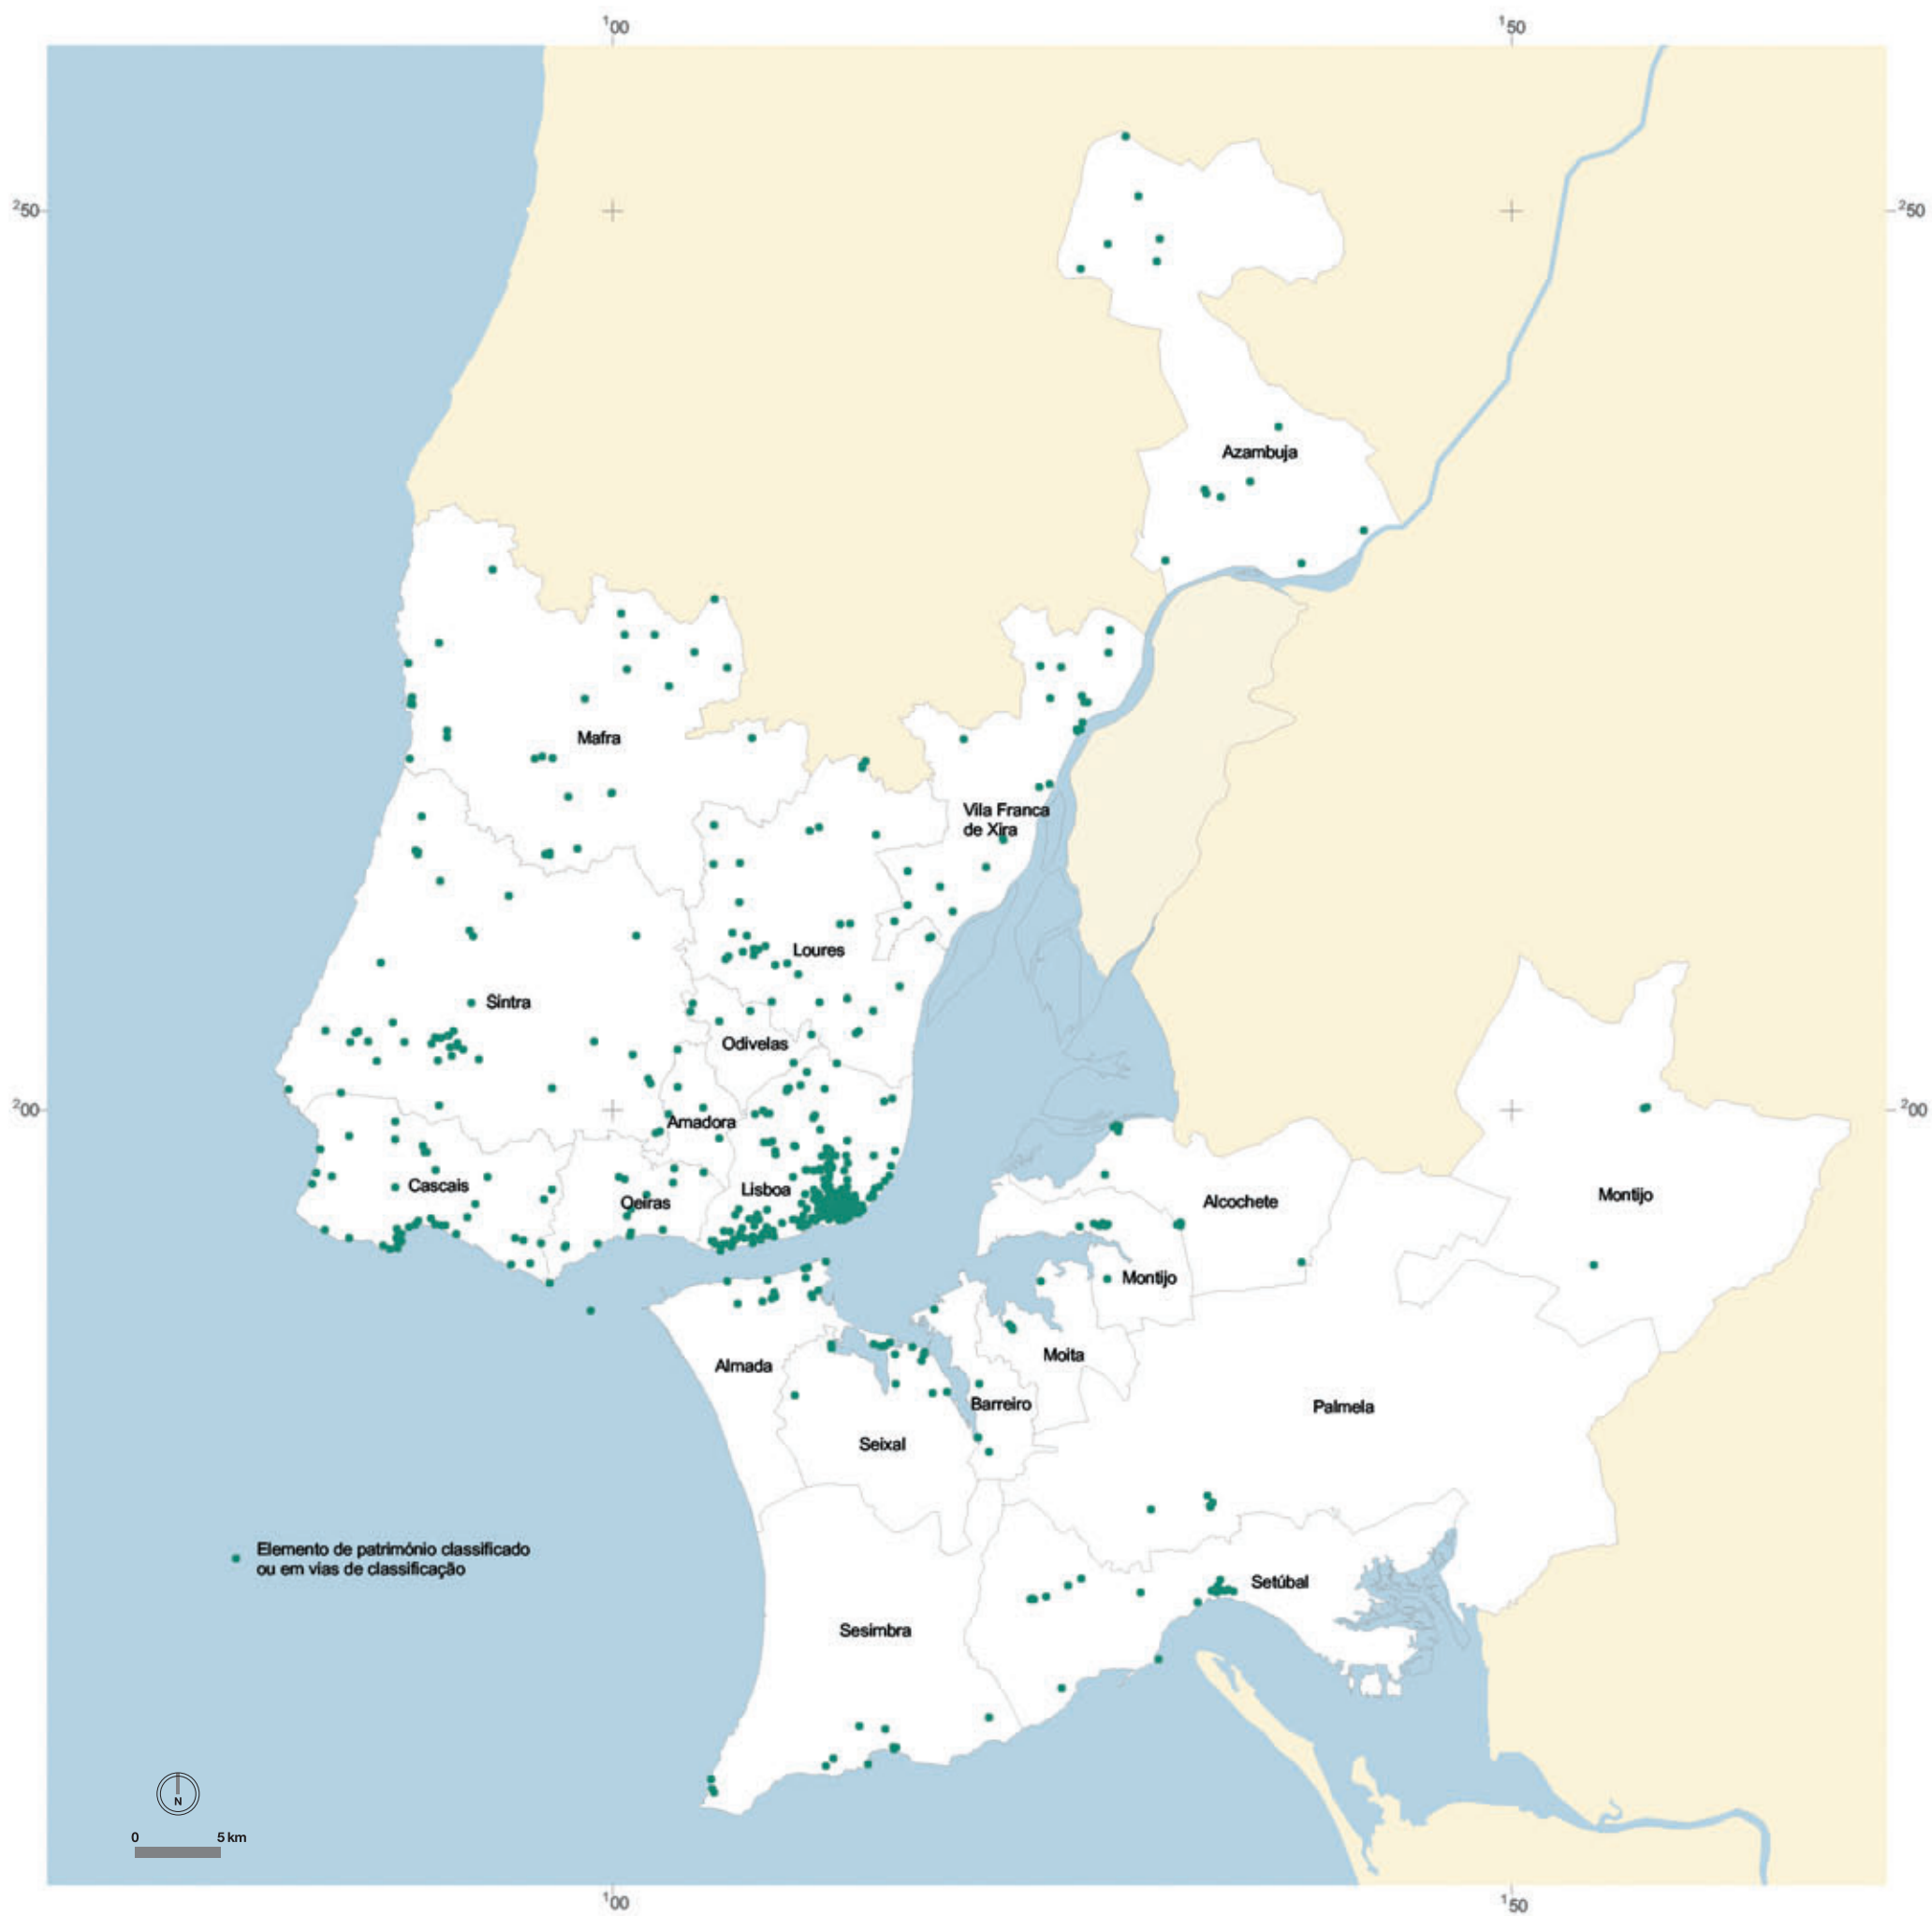 100
150
250
250
Azambuja
Mafra
Vila Franca
de Xira
Loures
Sintra
Odivelas
200
200
Amadora
Cascais
Lisboa
Oeiras
Alcochete
Montijo
Montijo
Moita
Almada
Barreiro
Palmela
Seixal
Elemento de património classificado
ou em vias de classificação
Setúbal
Sesimbra
N
0
5 km
100
150